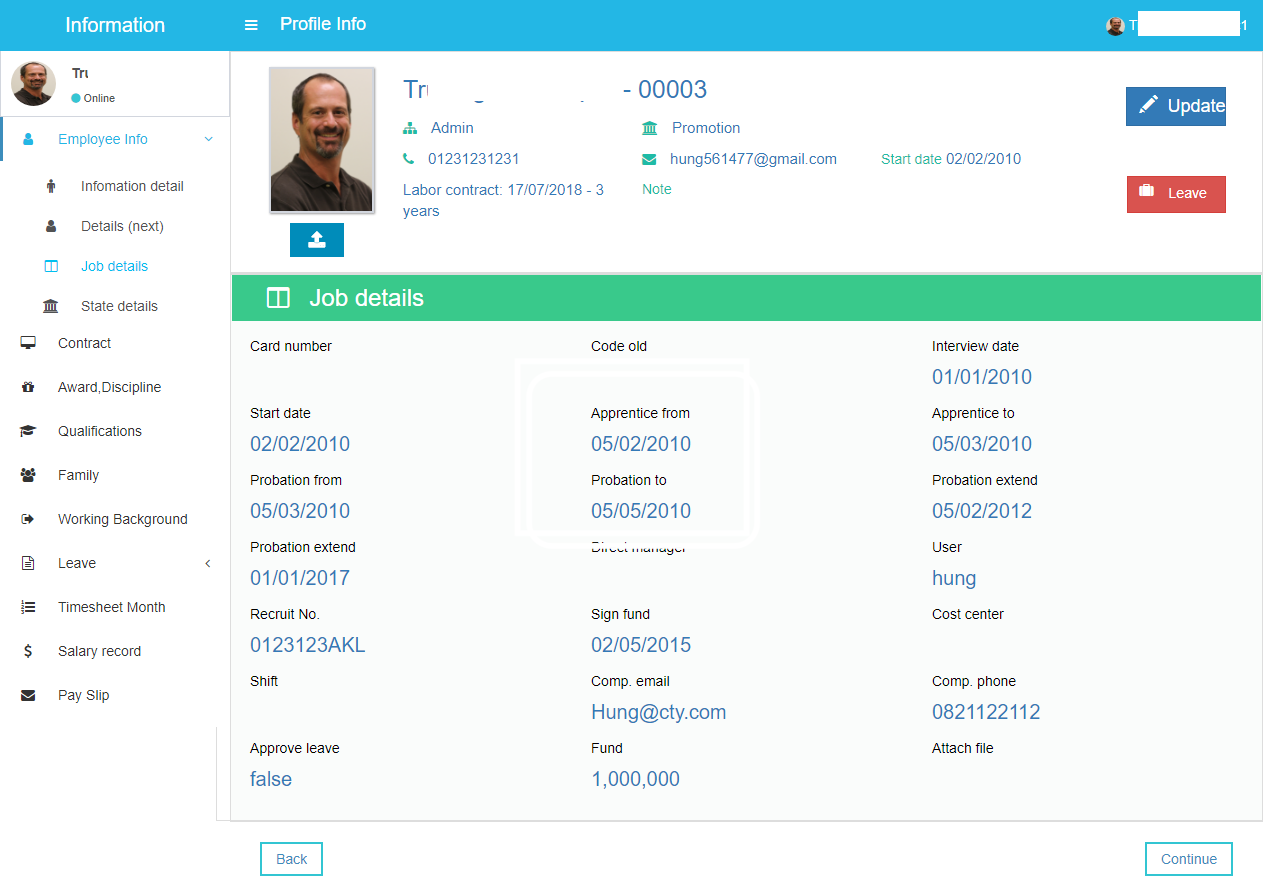 Information
Profile Info
Online
Employee Info
Infomation detail
Details (next)
Job details
State details
Contract
Award,Discipline
Qualifications
Family
Working Background
Leave
Timesheet Month
Salary record
Pay Slip
- 00003
Admin
Promotion
01231231231
hung561477@gmail.com
Start date 02/02/2010
Labor contract: 17/07/2018 - 3
years
Note
Update
Leave
Job details
Card number
Code old
Interview date
01/01/2010
Start date
Apprentice from
Apprentice to
02/02/2010
05/02/2010
05/03/2010
Probation from
Probation to
Probation extend
05/03/2010
05/05/2010
05/02/2012
Probation extend
Direct manager
User
01/01/2017
hung
Recruit No.
Sign fund
Cost center
0123123AKL
02/05/2015
Shift
Comp. email
Comp. phone
Hung@cty.com
0821122112
Approve leave
Fund
Attach file
false
1,000,000
Back
Continue